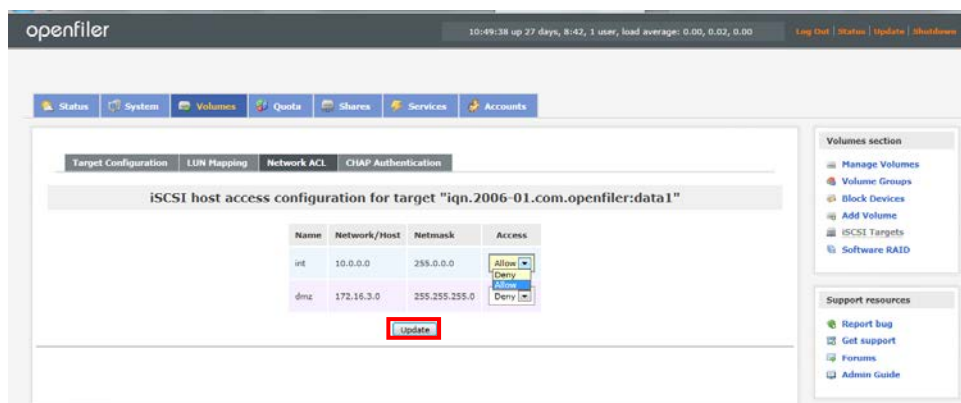 openfiler
10:49:38 up 27 days, 8:42, 1 user, load average: 0.00, 0.02, 0.00
Log Out | Status | Update | Shutdown
Status System Volumes Quota Shares Services Accounts
Target Configuration LUN Mapping Network ACL CHAP Authentication
iSCSI host access configuration for target "iqn.2006-01.com.openfiler:data1"
Name Network/Host Netmask Access
int 10.0.0.0 255.0.0.0 Allow
Deny
Allow
dmz 172.16.3.0 255.255.255.0 Deny
Update
Volumes section
Manage Volumes
Volume Groups
Block Devices
Add Volume
iSCSI Targets
Software RAID
Support resources
Report bug
Get support
Forums
Admin Guide